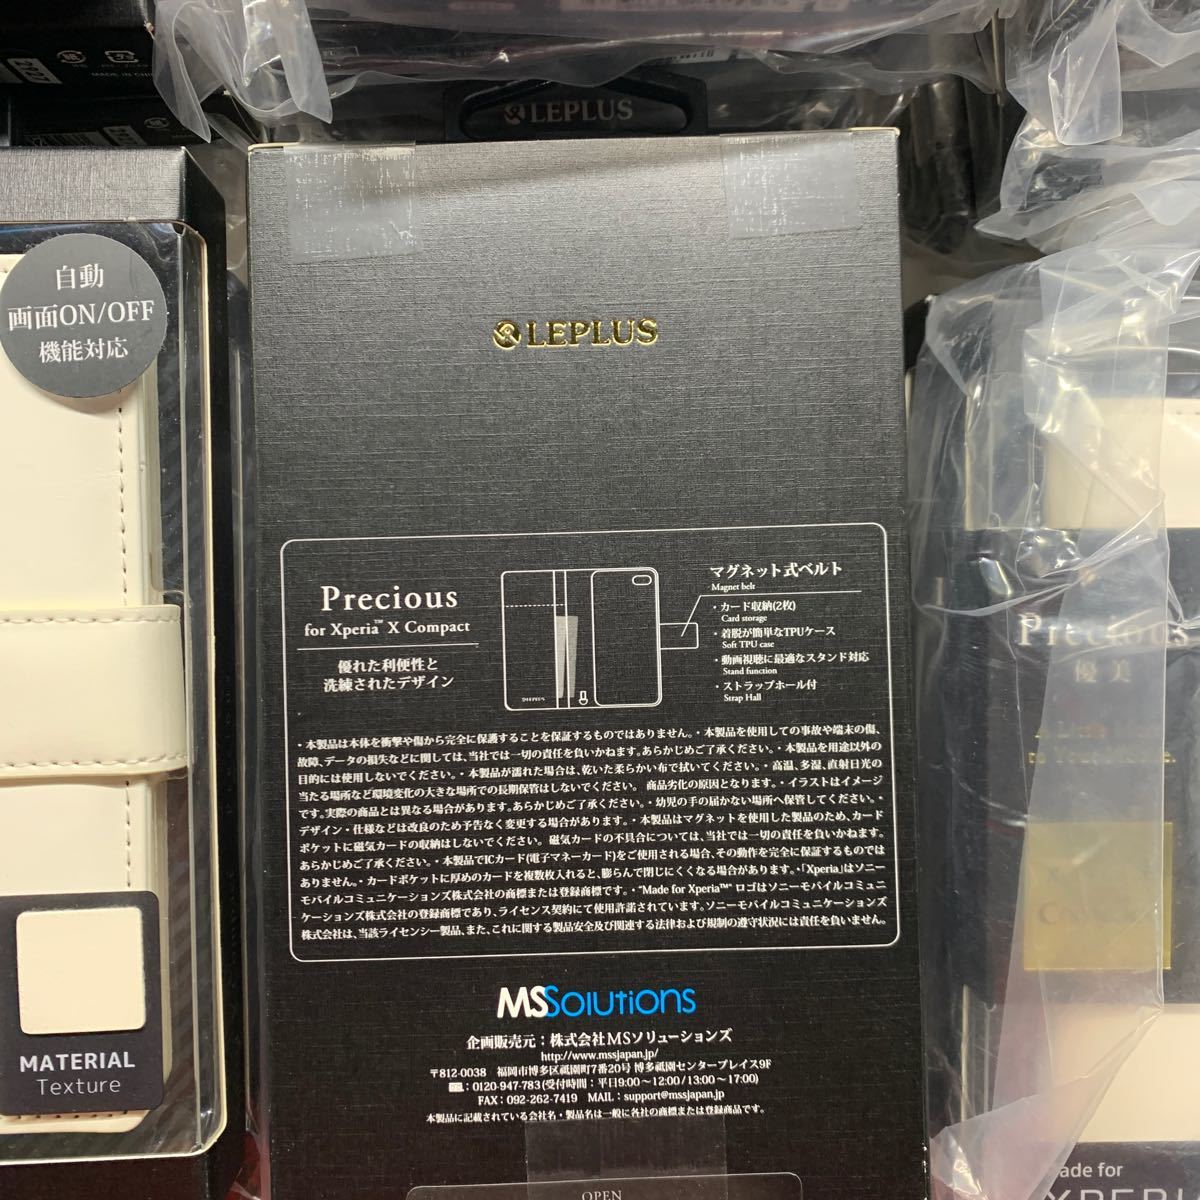 2027
MADE IN CHI
LEPLUS
自動
画面ON/OFF
機能対応
MATERIAL
Texture
LEPLUS
Precious
for Xperia™ X Compact
優れた利便性と
洗練されたデザイン
LEPLUS
マグネット式ベルト
Magnet belt
・カード収納(2枚)
Card storage
・着脱が簡単なTPUケース
Soft TPU case
・動画視聴に最適なスタンド対応
Stand function
・ストラップホール付
Strap Hall
・本製品は本体を衝撃や傷から完全に保護することを保証するものではありません。・本製品を使用しての事故や端末の傷、
故障、データの損失などに関しては、当社では一切の責任を負いかねます。あらかじめご了承ください。・本製品を用途以外の
目的には使用しないでください。・本製品が濡れた場合は、乾いた柔らかい布で拭いてください。・高温、多湿、直射日光の
当たる場所など環境変化の大きな場所での長期保管はしないでください。 商品劣化の原因となります。・イラストはイメージ
です。実際の商品とは異なる場合があります。あらかじめご了承ください。・幼児の手の届かない場所へ保管してください。・
デザイン・仕様などは改良のため予告なく変更する場合があります。・本製品はマグネットを使用した製品のため、カード
ポケットに磁気カードの収納はしないでください。磁気カードの不具合については、当社では一切の責任を負いかねます。
あらかじめご了承ください。・本製品でICカード(電子マネーカード)をご使用される場合、その動作を完全に保証するものでは
ありません。・カードポケットに厚めのカードを複数枚入れると、膨らんで閉じにくくなる場合があります。・「Xperia」はソニー
モバイルコミュニケーションズ株式会社の商標または登録商標です。・“Made for Xperia™” ロゴはソニーモバイルコミュニ
ケーションズ株式会社の登録商標であり、ライセンス契約にて使用許諾されています。ソニーモバイルコミュニケーションズ
株式会社は、当該ライセンシー製品、また、これに関する製品安全及び関連する法律および規制の遵守状況には責任を負いません。
MSSolutions
企画販売元：株式会社MSソリューションズ
http://www.mssjapan.jp/
〒812-0038 福岡市博多区祇園町7番20号 博多祇園センタープレイス9F
：0120-947-783(受付時間：平日9:00～12:00/13:00～17:00)
FAX：092-262-7419 MAIL：support@mssjapan.jp
本製品に記載されている会社名・製品名は一般に各社の商標または登録商標です。
OPEN
Precious
優美
Made for
XPERI